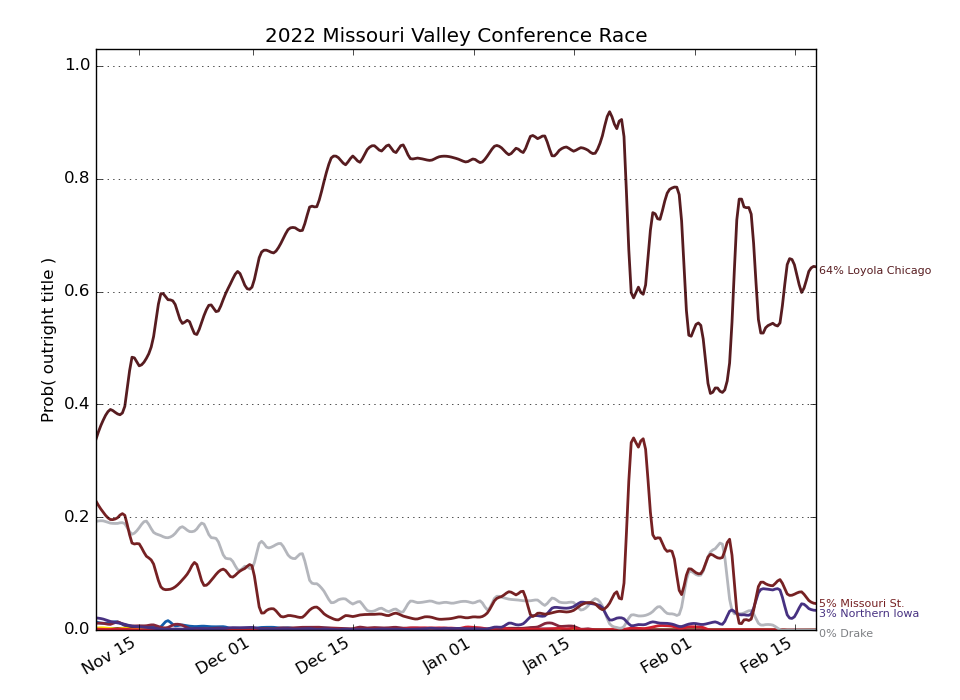 2022 Missouri Valley Conference Race
Prob( outright title )
1.0
0.8
0.6
0.4
0.2
0.0
64% Loyola Chicago
5% Missouri St.
3% Northern Iowa
0% Drake
Nov 15
Dec 01
Dec 15
Jan 01
Jan 15
Feb 01
Feb 15